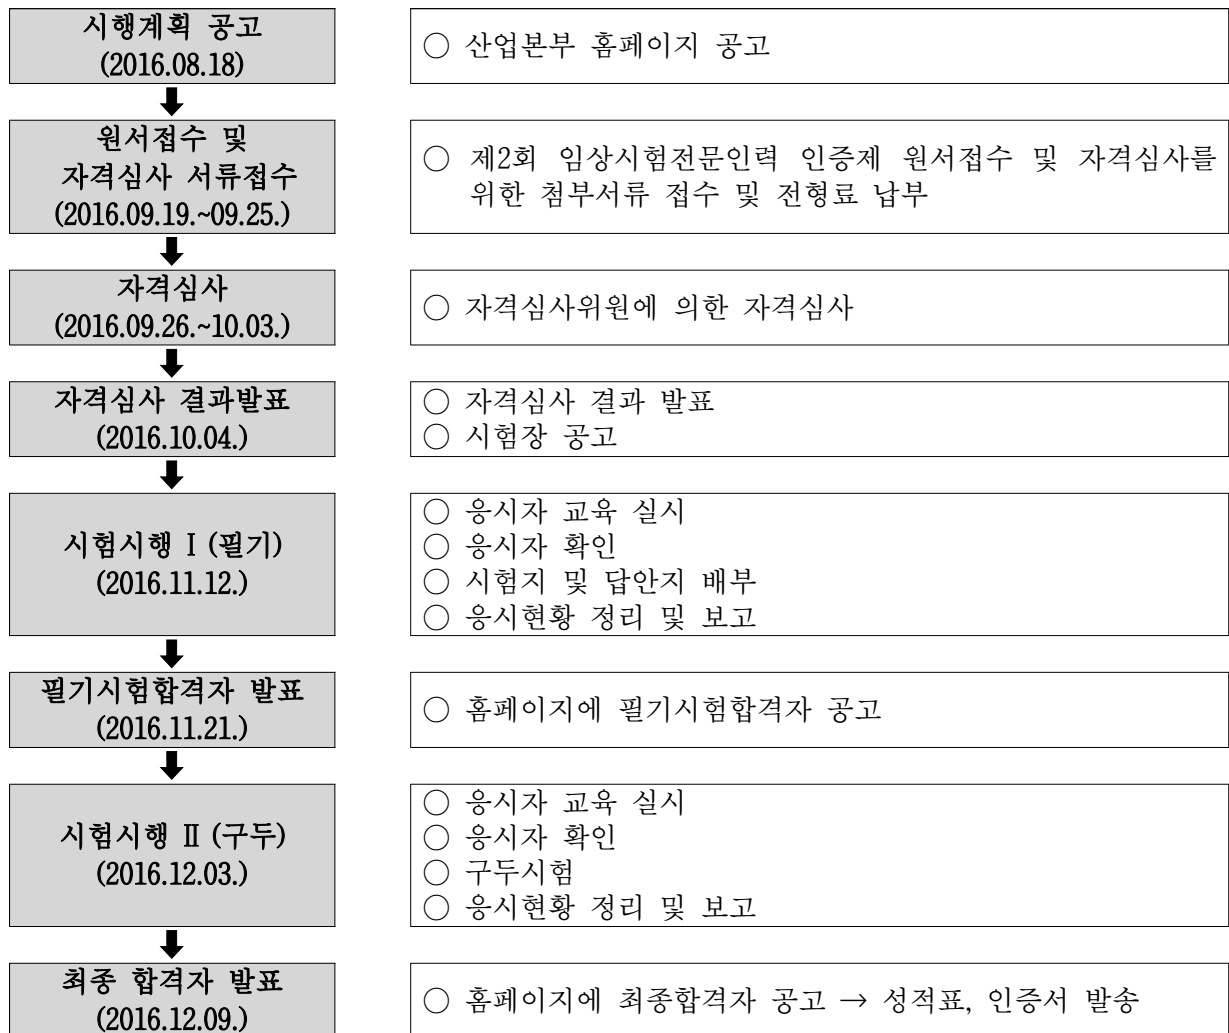 시행계획 공고
(2016.08.18)
○ 산업본부 홈페이지 공고
원서접수 및
자격심사 서류접수
(2016.09.19.~09.25.)
○ 제2회 임상시험전문인력 인증제 원서접수 및 자격심사를
위한 첨부서류 접수 및 전형료 납부
자격심사
(2016.09.26.~10.03.)
○ 자격심사위원에 의한 자격심사
자격심사 결과발표
(2016.10.04.)
○ 자격심사 결과 발표
○ 시험장 공고
시험시행 Ⅰ(필기)
(2016.11.12.)
○ 응시자 교육 실시
○ 응시자 확인
○ 시험지 및 답안지 배부
○ 응시현황 정리 및 보고
필기시험합격자 발표
(2016.11.21.)
○ 홈페이지에 필기시험합격자 공고
시험시행 Ⅱ(구두)
(2016.12.03.)
○ 응시자 교육 실시
○ 응시자 확인
○ 구두시험
○ 응시현황 정리 및 보고
최종 합격자 발표
(2016.12.09.)
○ 홈페이지에 최종합격자 공고 → 성적표, 인증서 발송